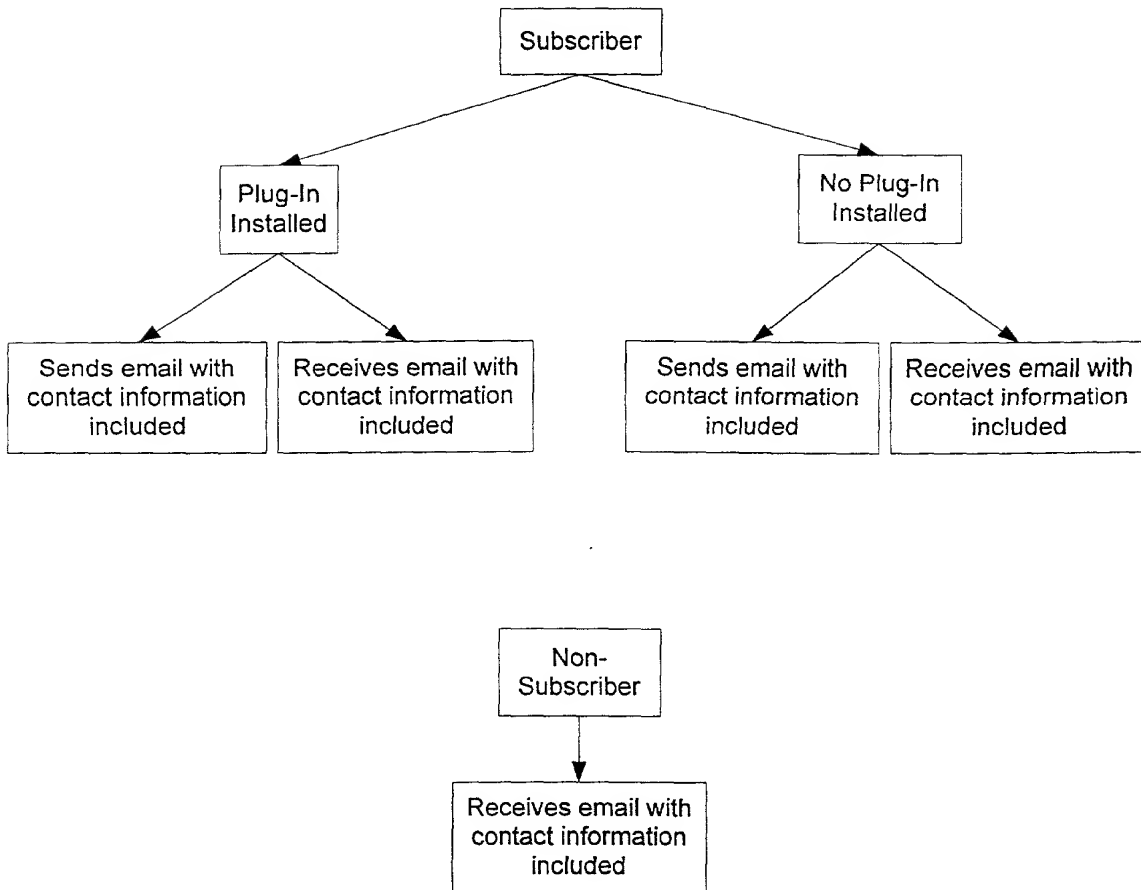 Subscriber
Plug-In
Installed
No Plug-In
Installed
Sends email with
contact information
included
Receives email with
contact information
included
Sends email with
contact information
included
Receives email with
contact information
included
Non-
Subscriber
Receives email with
contact information
included